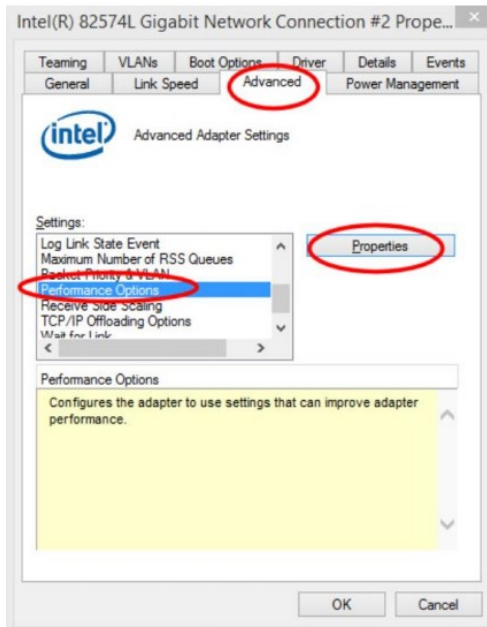 Intel(R) 82574L Gigabit Network Connection #2 Prope...
Teaming VLANs Boot Options Driver Details Events
General Link Speed Advanced Power Management
intel
Advanced Adapter Settings
Settings:
Log Link State Event
Maximum Number of RSS Queues
Packet Priority & VLAN
Performance Options
Receive Side Scaling
TCP/IP Offloading Options
Wait for Link
Properties
Performance Options
Configures the adapter to use settings that can improve adapter
performance.
OK Cancel